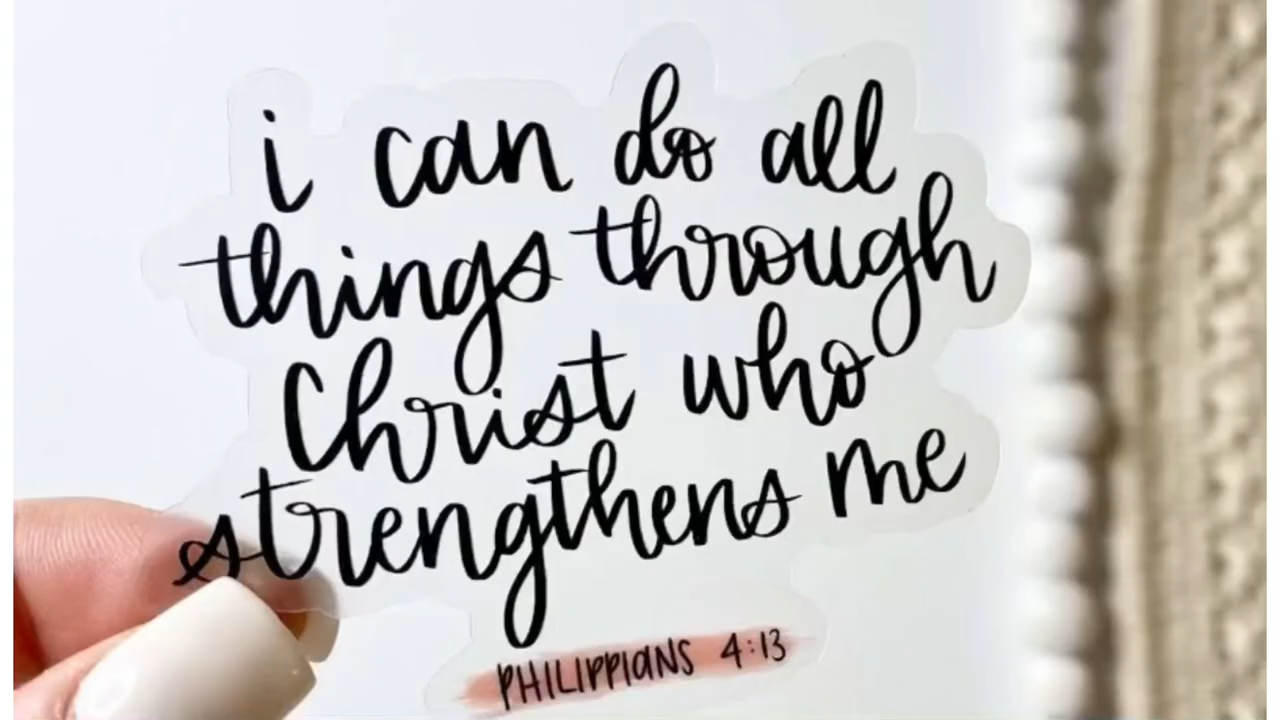 i can do all
things through
Christ who
strengthens me
PHILIPPIANS 4:13